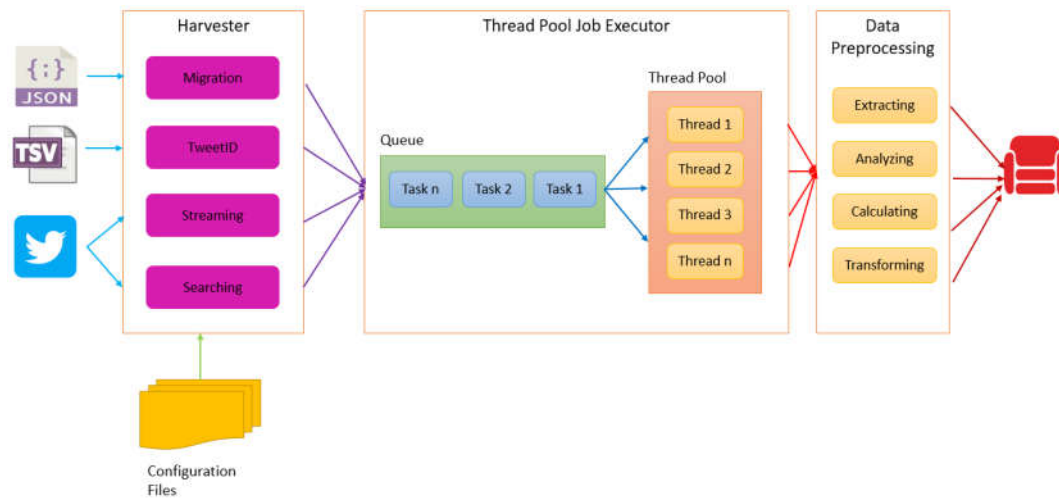 Harvester
Thread Pool Job Executor
Data
Preprocessing
{:}
JSON
TSV
Migration
TweetID
Streaming
Searching
Queue
Task n
Task 2
Task 1
Thread Pool
Thread 1
Thread 2
Thread 3
Thread n
Extracting
Analyzing
Calculating
Transforming
Configuration
Files